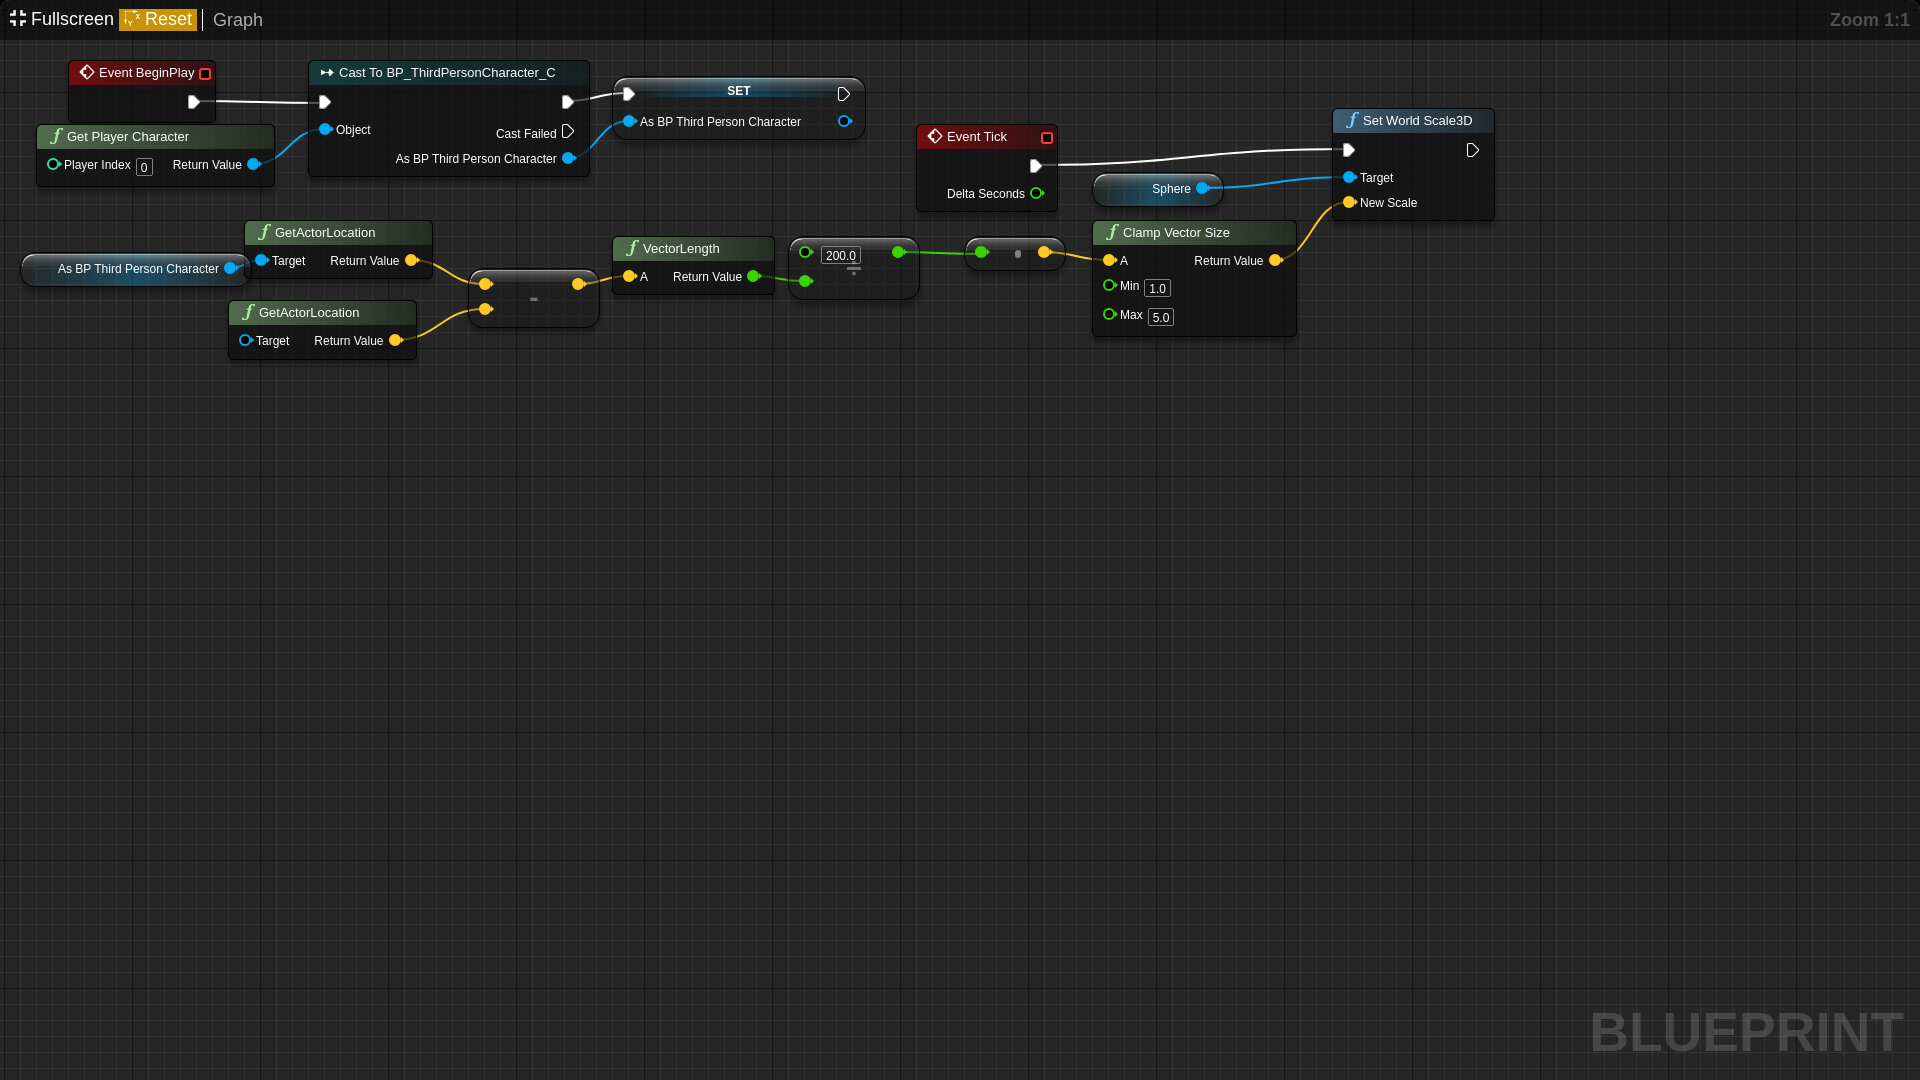 Fullscreen Reset Graph
Zoom 1:1
Event BeginPlay
Cast To BP_ThirdPersonCharacter_C
Object
Cast Failed
As BP Third Person Character
SET
As BP Third Person Character
Get Player Character
Player Index 0 Return Value
Event Tick
Delta Seconds
Set World Scale3D
Target
New Scale
Sphere
As BP Third Person Character
GetActorLocation
Target Return Value
GetActorLocation
Target Return Value
-
VectorLength
A Return Value
200.0
÷
Clamp Vector Size
A Return Value
Min 1.0
Max 5.0
BLUEPRINT